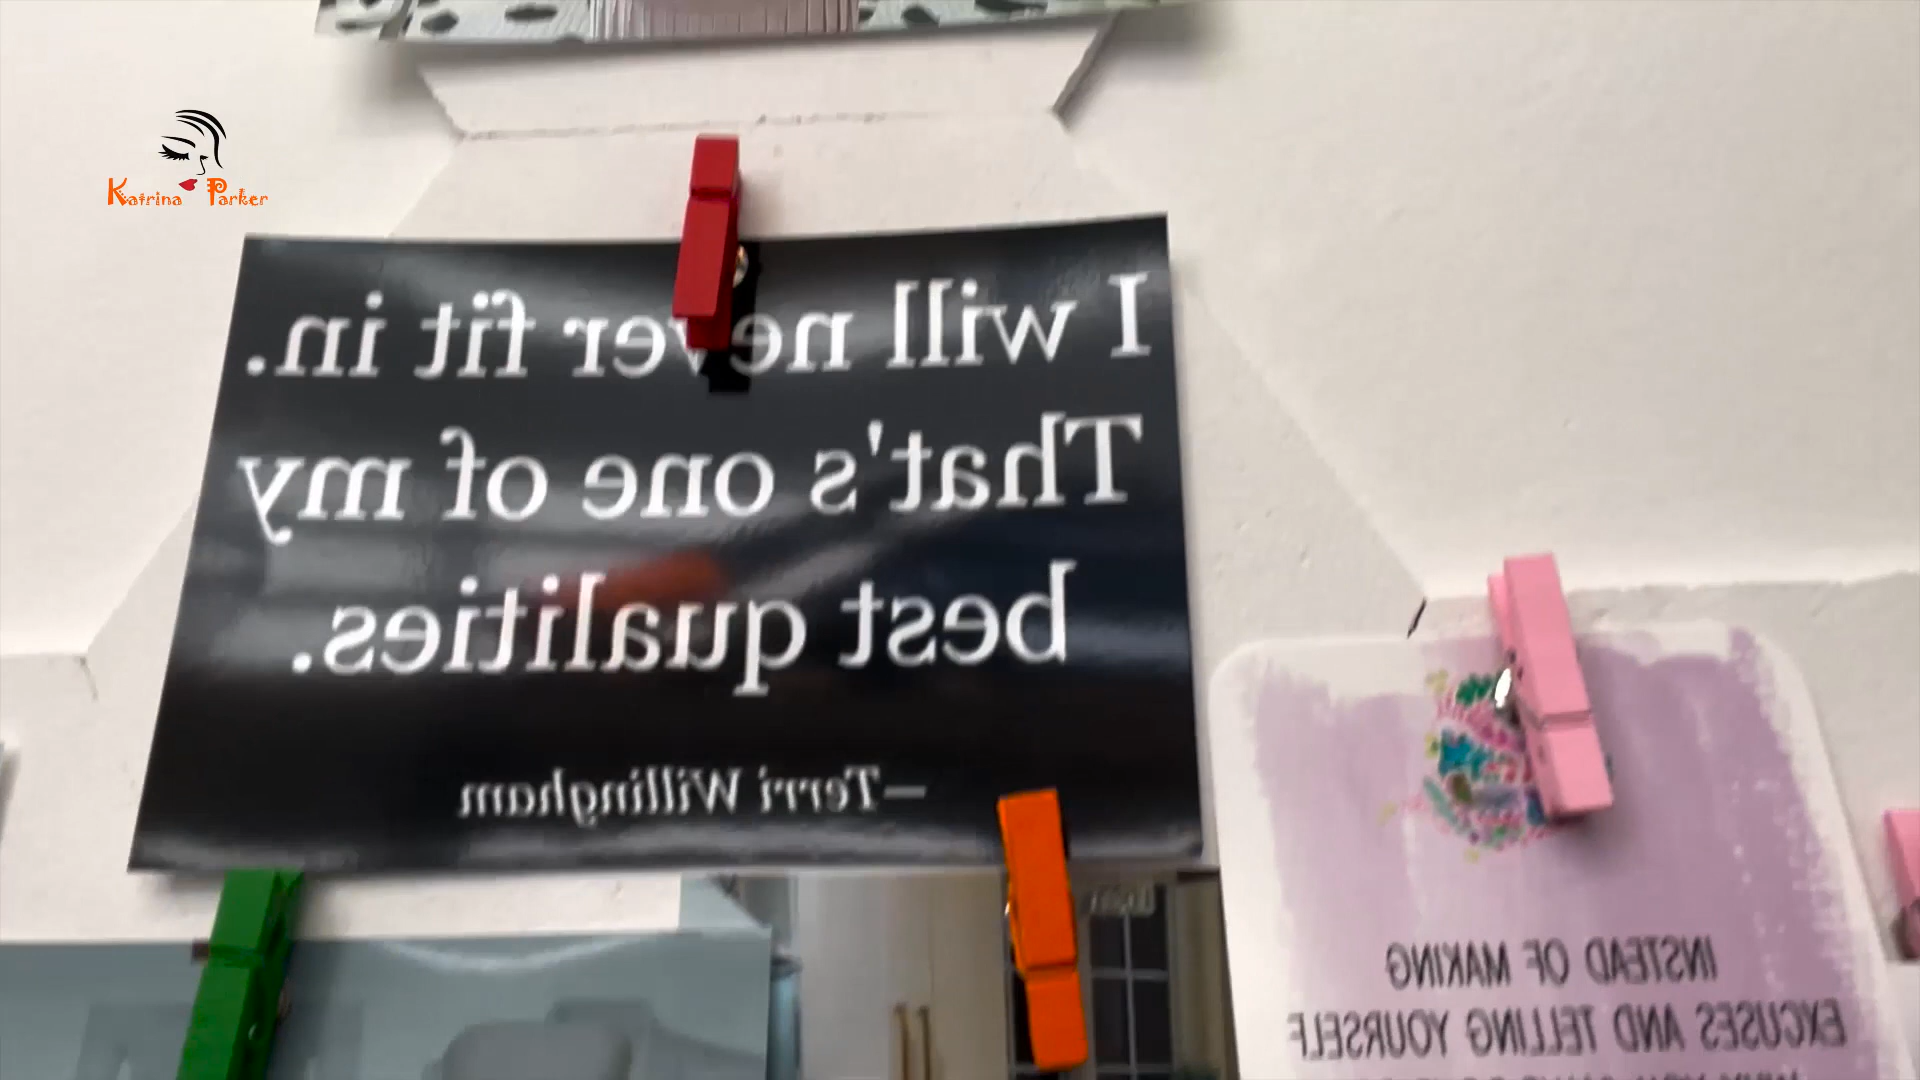 Katrina Parker
I will never fit in.
That's one of my
best qualities.
—Terri Willingham
INSTEAD OF MAKING
EXCUSES AND TELLING YOURSELF